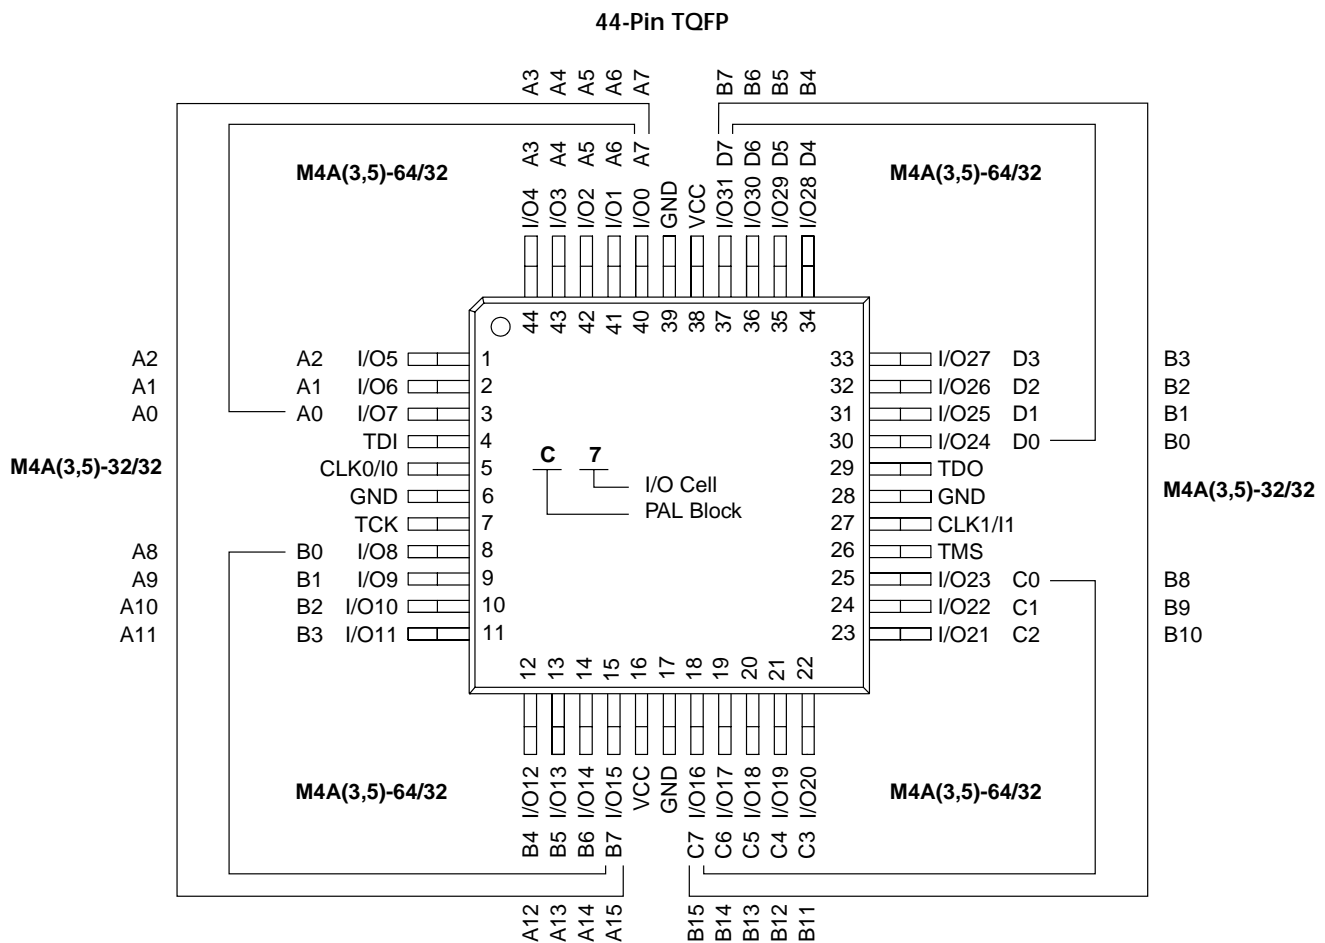 44-Pin TQFP
A3 A4 A5 A6 A7 B7 B6 B5 B4
A3 A4 A5 A6 A7 D7 D6 D5 D4
M4A(3,5)-64/32 M4A(3,5)-64/32
I/O4 I/O3 I/O2 I/O1 I/O0 GND VCC I/O31 I/O30 I/O29 I/O28
44 43 42 41 40 39 38 37 36 35 34
A2 A2 I/O5 1 33 I/O27 D3 B3
A1 A1 I/O6 2 32 I/O26 D2 B2
A0 A0 I/O7 3 31 I/O25 D1 B1
TDI 4 30 I/O24 D0 B0
M4A(3,5)-32/32 CLK0/I0 5 C 7 29 TDO
I/O Cell
GND 6 28 GND M4A(3,5)-32/32
PAL Block
TCK 7 27 CLK1/I1
A8 B0 I/O8 8 26 TMS
A9 B1 I/O9 9 25 I/O23 C0 B8
A10 B2 I/O10 10 24 I/O22 C1 B9
A11 B3 I/O11 11 23 I/O21 C2 B10
12 13 14 15 16 17 18 19 20 21 22
M4A(3,5)-64/32 M4A(3,5)-64/32
I/O12 I/O13 I/O14 I/O15 VCC GND I/O16 I/O17 I/O18 I/O19 I/O20
B4 B5 B6 B7 C7 C6 C5 C4 C3
A12 A13 A14 A15 B15 B14 B13 B12 B11